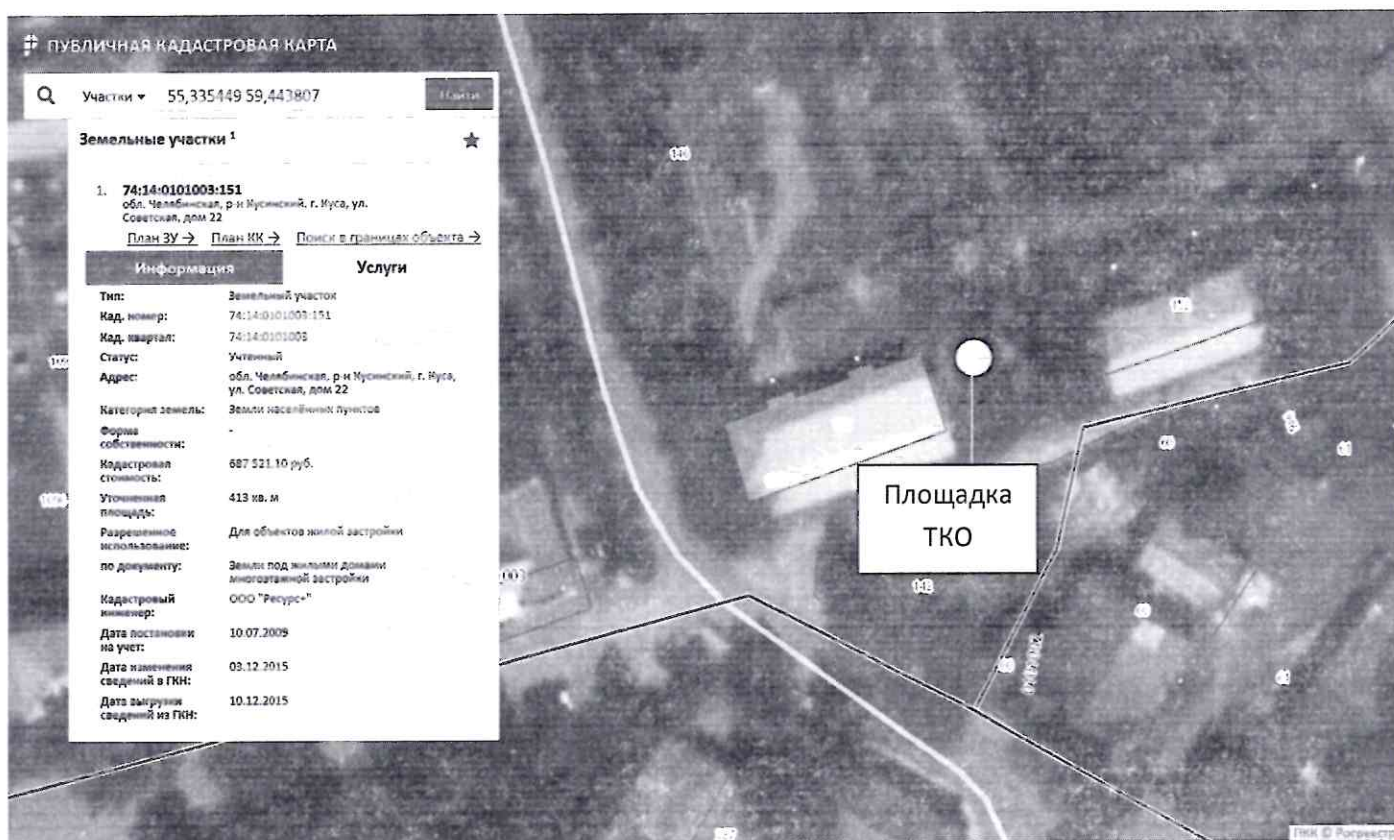 ПУБЛИЧНАЯ КАДАСТРОВАЯ КАРТА
Участки 55,335449 59,443807 Найти
Земельные участки 1
1. 74:14:0101003:151
обл. Челябинская, р-н Кусинский, г. Куса, ул.
Советская, дом 22
План ЗУ → План КК → Поиск в границах объекта →
Информация Услуги
Тип: Земельный участок
Кад. номер: 74:14:0101003:151
Кад. квартал: 74:14:0101003
Статус: Учтенный
Адрес: обл. Челябинская, р-н Кусинский, г. Куса,
ул. Советская, дом 22
Категория земель: Земли населённых пунктов
Форма
собственности: -
Кадастровая
стоимость: 687 521.10 руб.
Уточненная
площадь: 413 кв. м
Разрешенное
использование: Для объектов жилой застройки
по документу: Земли под жилыми домами
многоэтажной застройки
Кадастровый
инженер: ООО "Ресурс+"
Дата постановки
на учет: 10.07.2009
Дата изменения
сведений в ГКН: 03.12.2015
Дата выгрузки
сведений из ГКН: 10.12.2015
Площадка
ТКО
143
60
ПКК © Росреестр